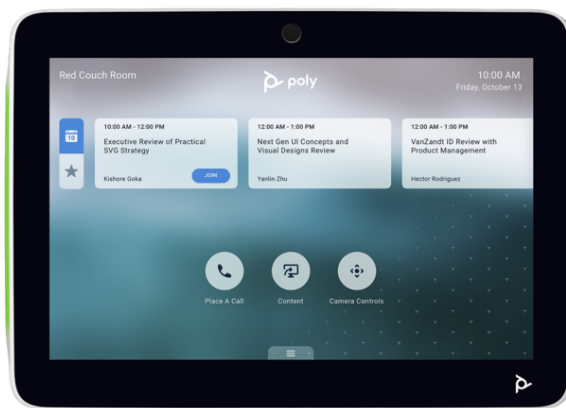 Red Couch Room
poly
10:00 AM
Friday, October 13
10
10:00 AM - 12:00 PM
Executive Review of Practical
SVG Strategy
Kishore Goka
JOIN
12:00 AM - 1:00 PM
Next Gen UI Concepts and
Visual Designs Review
Yanlin Zhu
12:00 AM - 1:00 PM
VanZandt ID Review with
Product Management
Hector Rodriguez
Place A Call
Content
Camera Controls